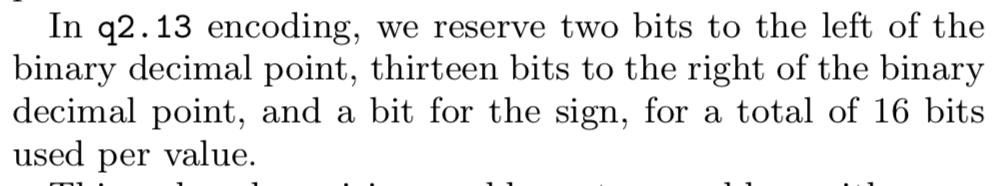 In q2.13 encoding, we reserve two bits to the left of the
binary decimal point, thirteen bits to the right of the binary
decimal point, and a bit for the sign, for a total of 16 bits
used per value.